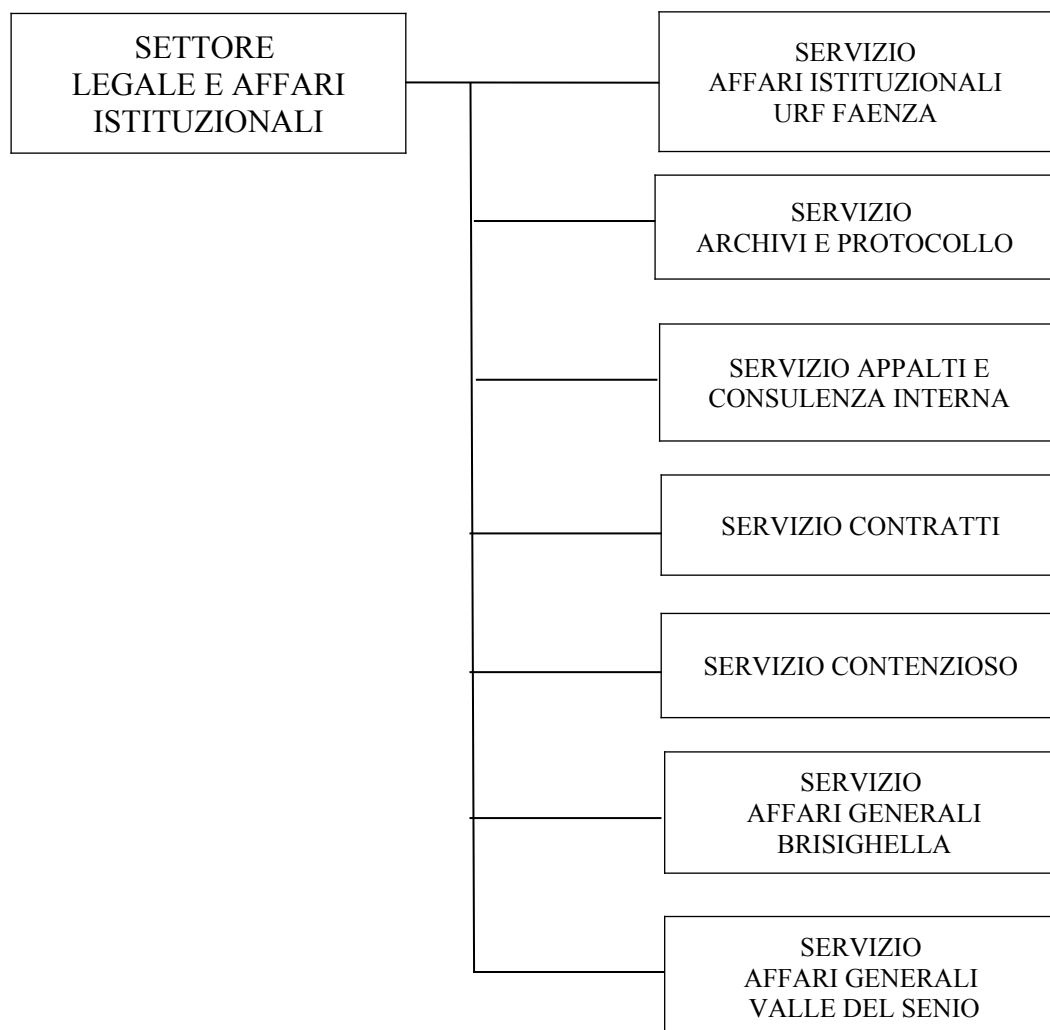 SETTORE
LEGALE E AFFARI
ISTITUZIONALI
SERVIZIO
AFFARI ISTITUZIONALI
URF FAENZA
SERVIZIO
ARCHIVI E PROTOCOLLO
SERVIZIO APPALTI E
CONSULENZA INTERNA
SERVIZIO CONTRATTI
SERVIZIO CONTENZIOSO
SERVIZIO
AFFARI GENERALI
BRISIGHELLA
SERVIZIO
AFFARI GENERALI
VALLE DEL SENIO